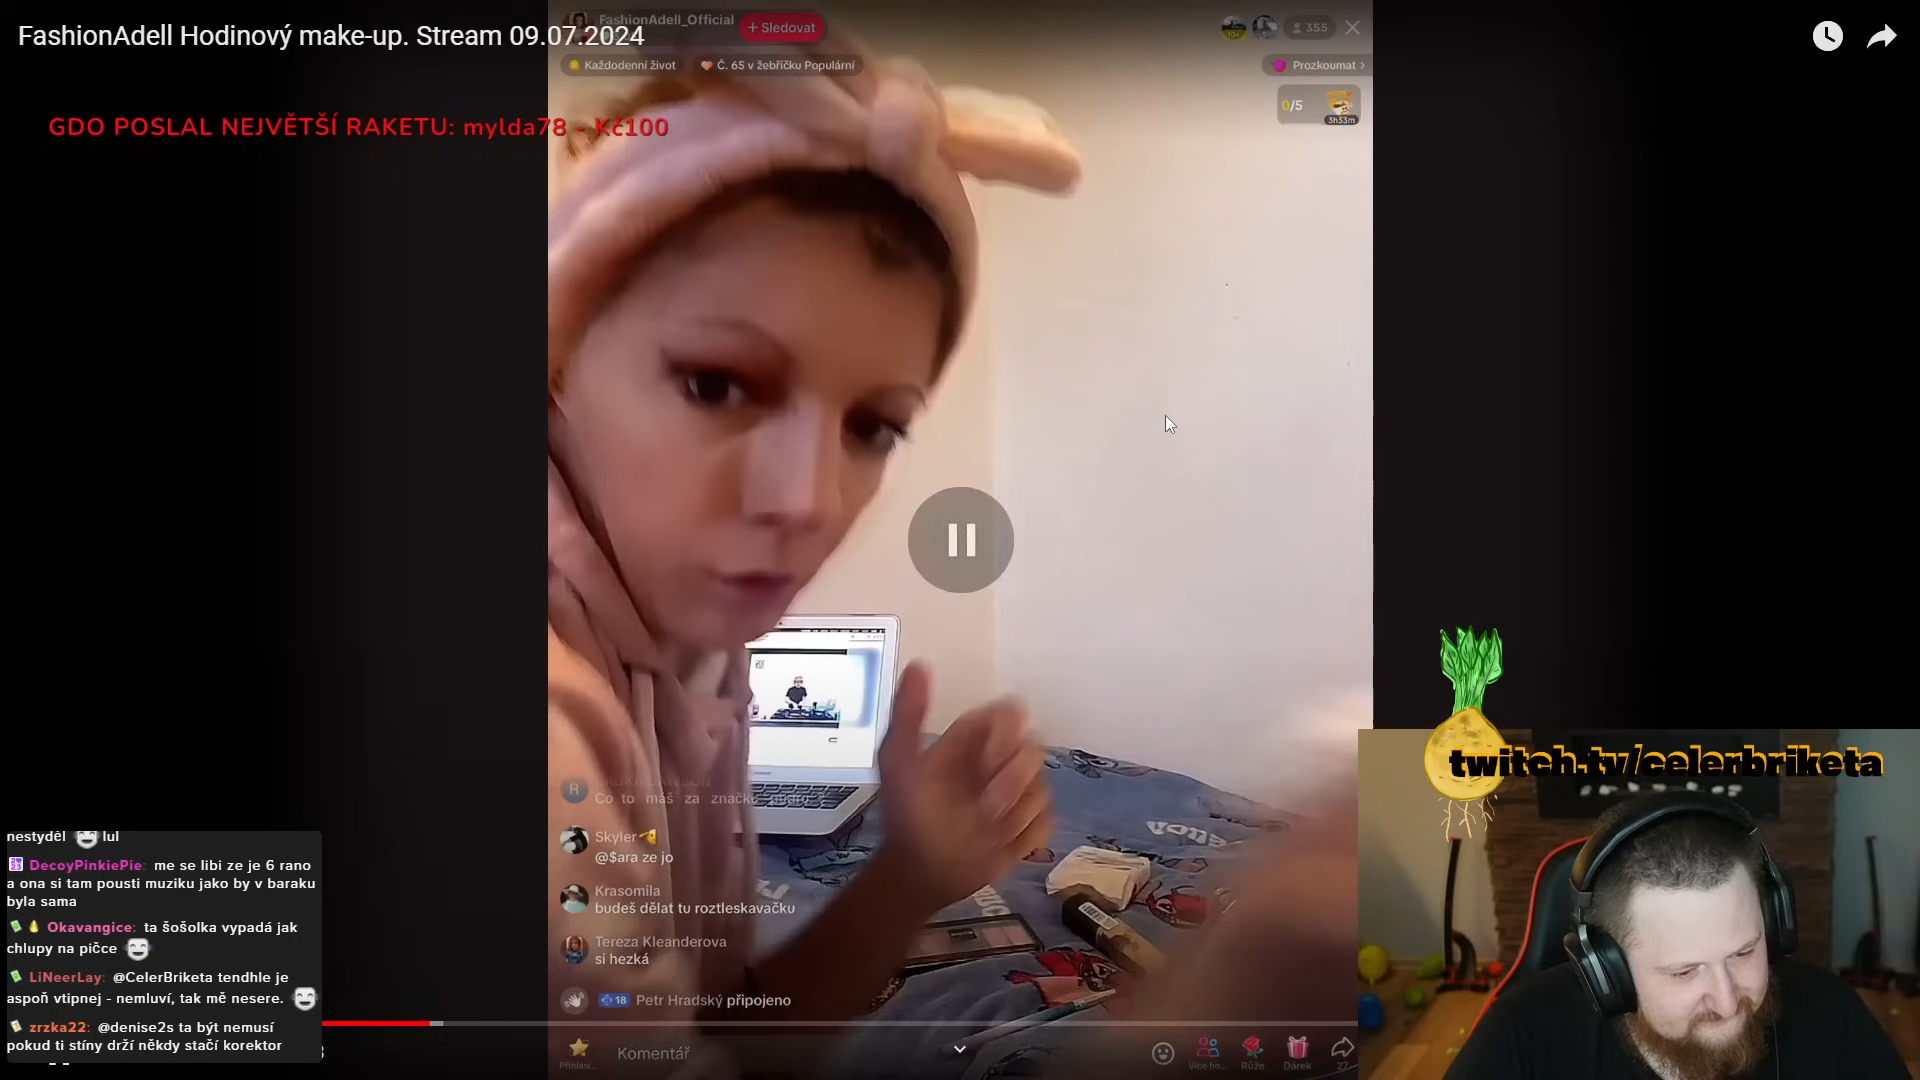 FashionAdell Hodinový make-up. Stream 09.07.2024
FashionAdell_Official
+ Sledovat
355
Každodenní život
Č. 65 v žebříčku Populární
Prozkoumat >
0/5
3h33m
GDO POSLAL NEJVĚTŠÍ RAKETU: mylda78 - Kč100
R
Co to máš za značku pudro
Skyler
@$ara ze jo
Krasomila
budeš dělat tu roztleskavačku
Tereza Kleanderova
si hezká
18 Petr Hradský připojeno
Komentář
Více ho...
Růže
Dárek
27
twitch.tv/celerbriketa
nestyděl lul
DecoyPinkiePie: me se libi ze je 6 rano
a ona si tam pousti muziku jako by v baraku
byla sama
Okavangice: ta šošolka vypadá jak
chlupy na pičce
LiNeerLay: @CelerBriketa tendhle je
aspoň vtipnej - nemluví, tak mě nesere.
zrzka22: @denise2s ta být nemusí
pokud ti stíny drží někdy stačí korektor